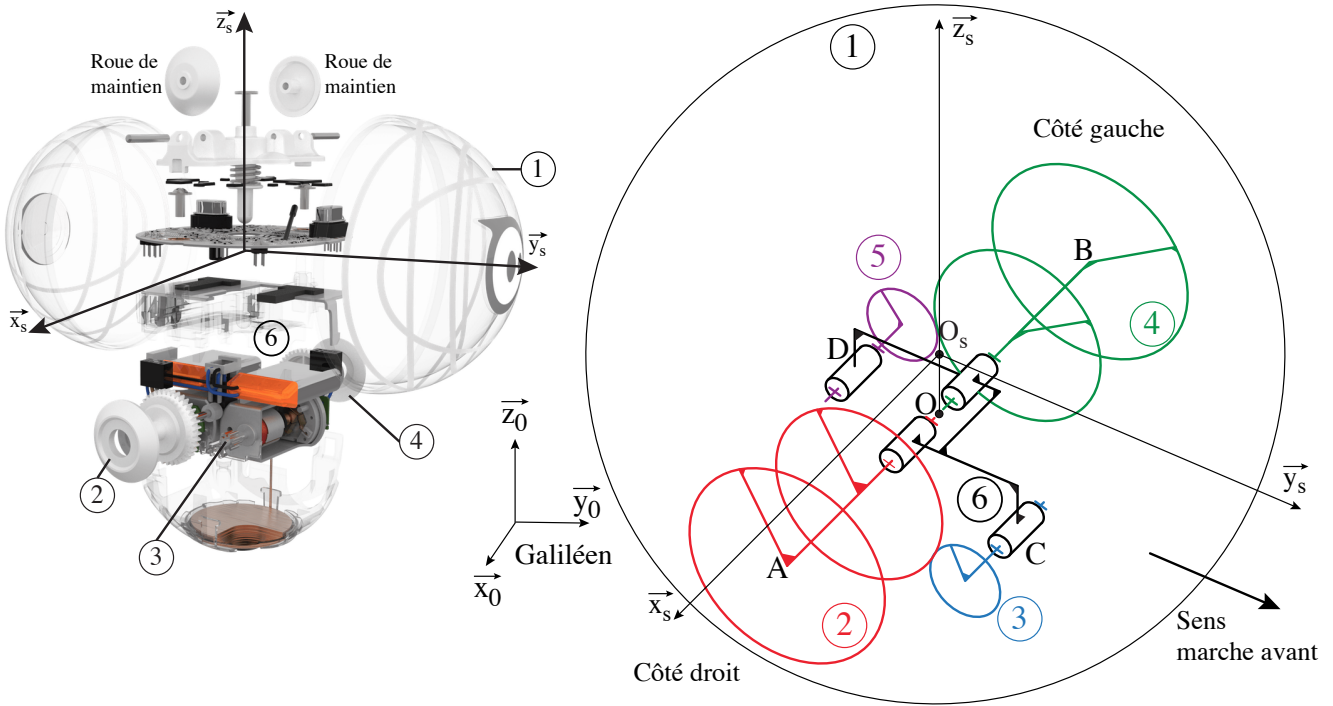 z_s
Roue de
maintien
Roue de
maintien
1
y_s
x_s
6
2
4
3
z_0
y_0
Galiléen
x_0
1
z_s
Côté gauche
B
5
4
D
O_s
O
y_s
6
C
A
x_s
2
3
Sens
marche avant
Côté droit